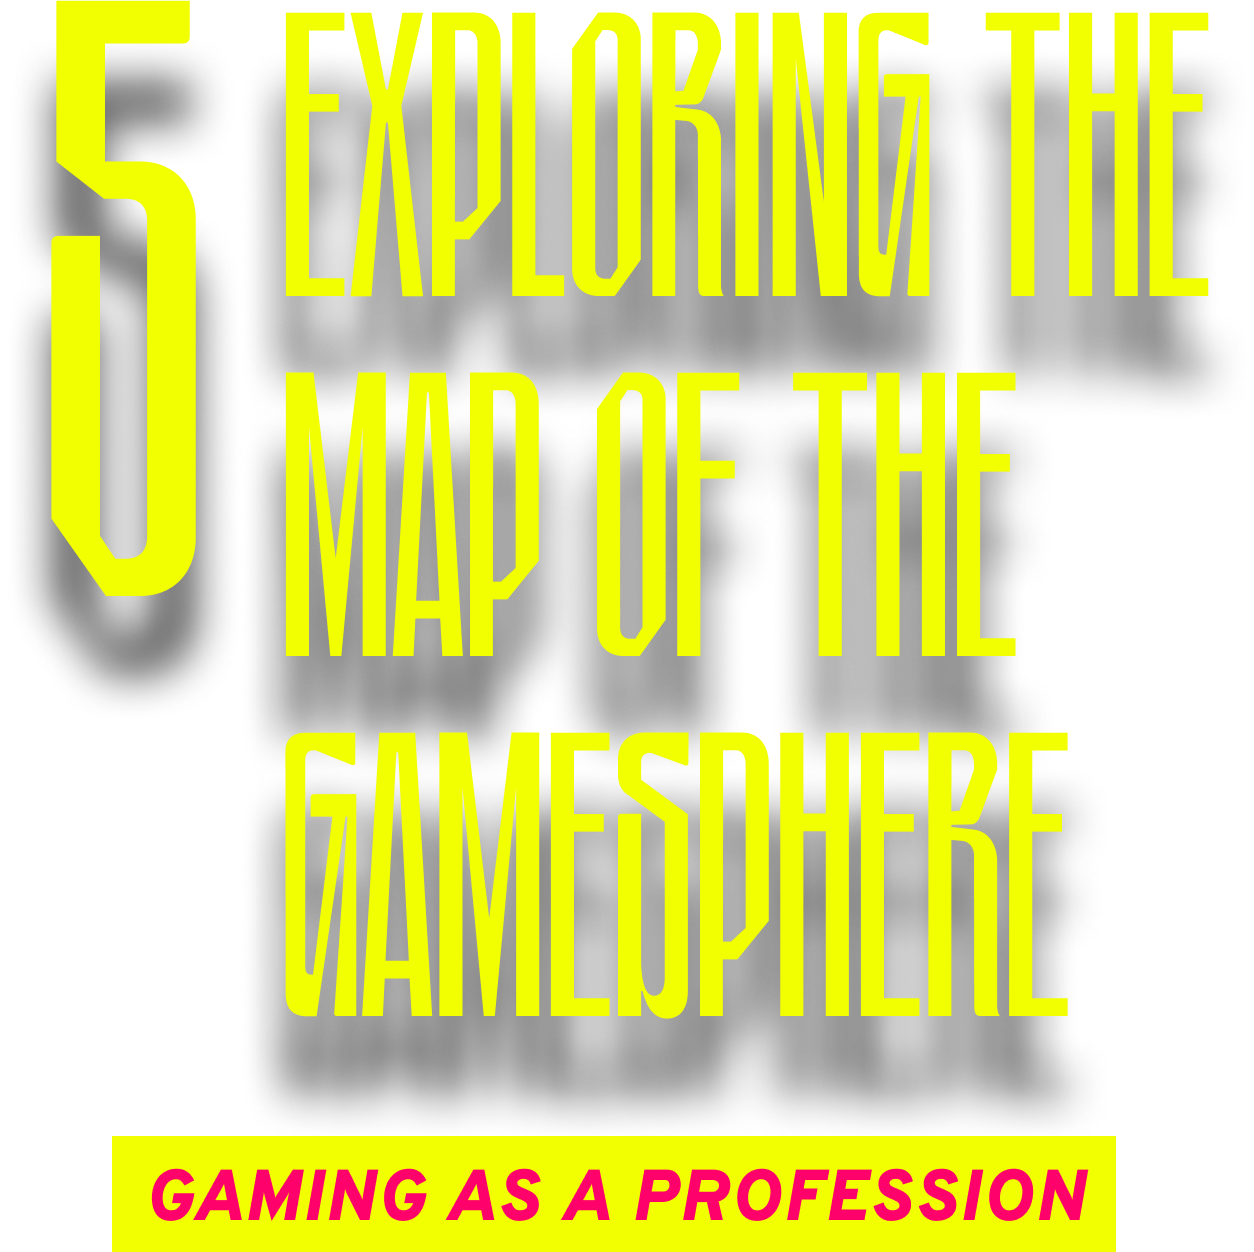 5 EXPLORING THE
MAP OF THE
GAMESPHERE
GAMING AS A PROFESSION